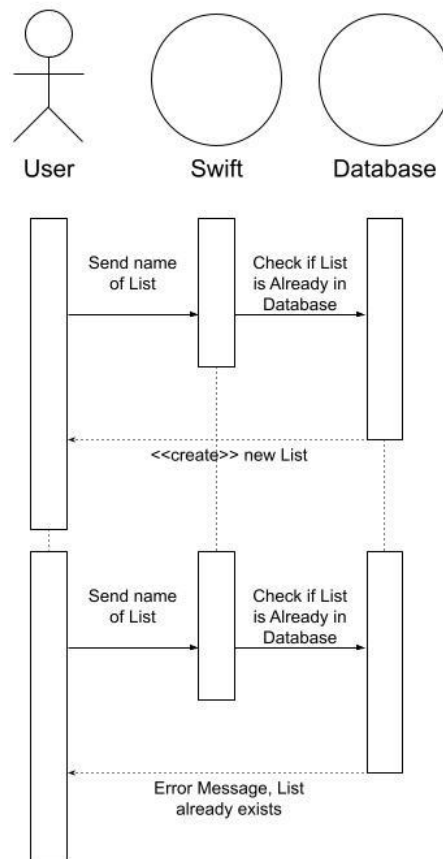 User
Swift
Database
Send name
of List
Check if List
is Already in
Database
<<create>> new List
Send name
of List
Check if List
is Already in
Database
Error Message, List
already exists